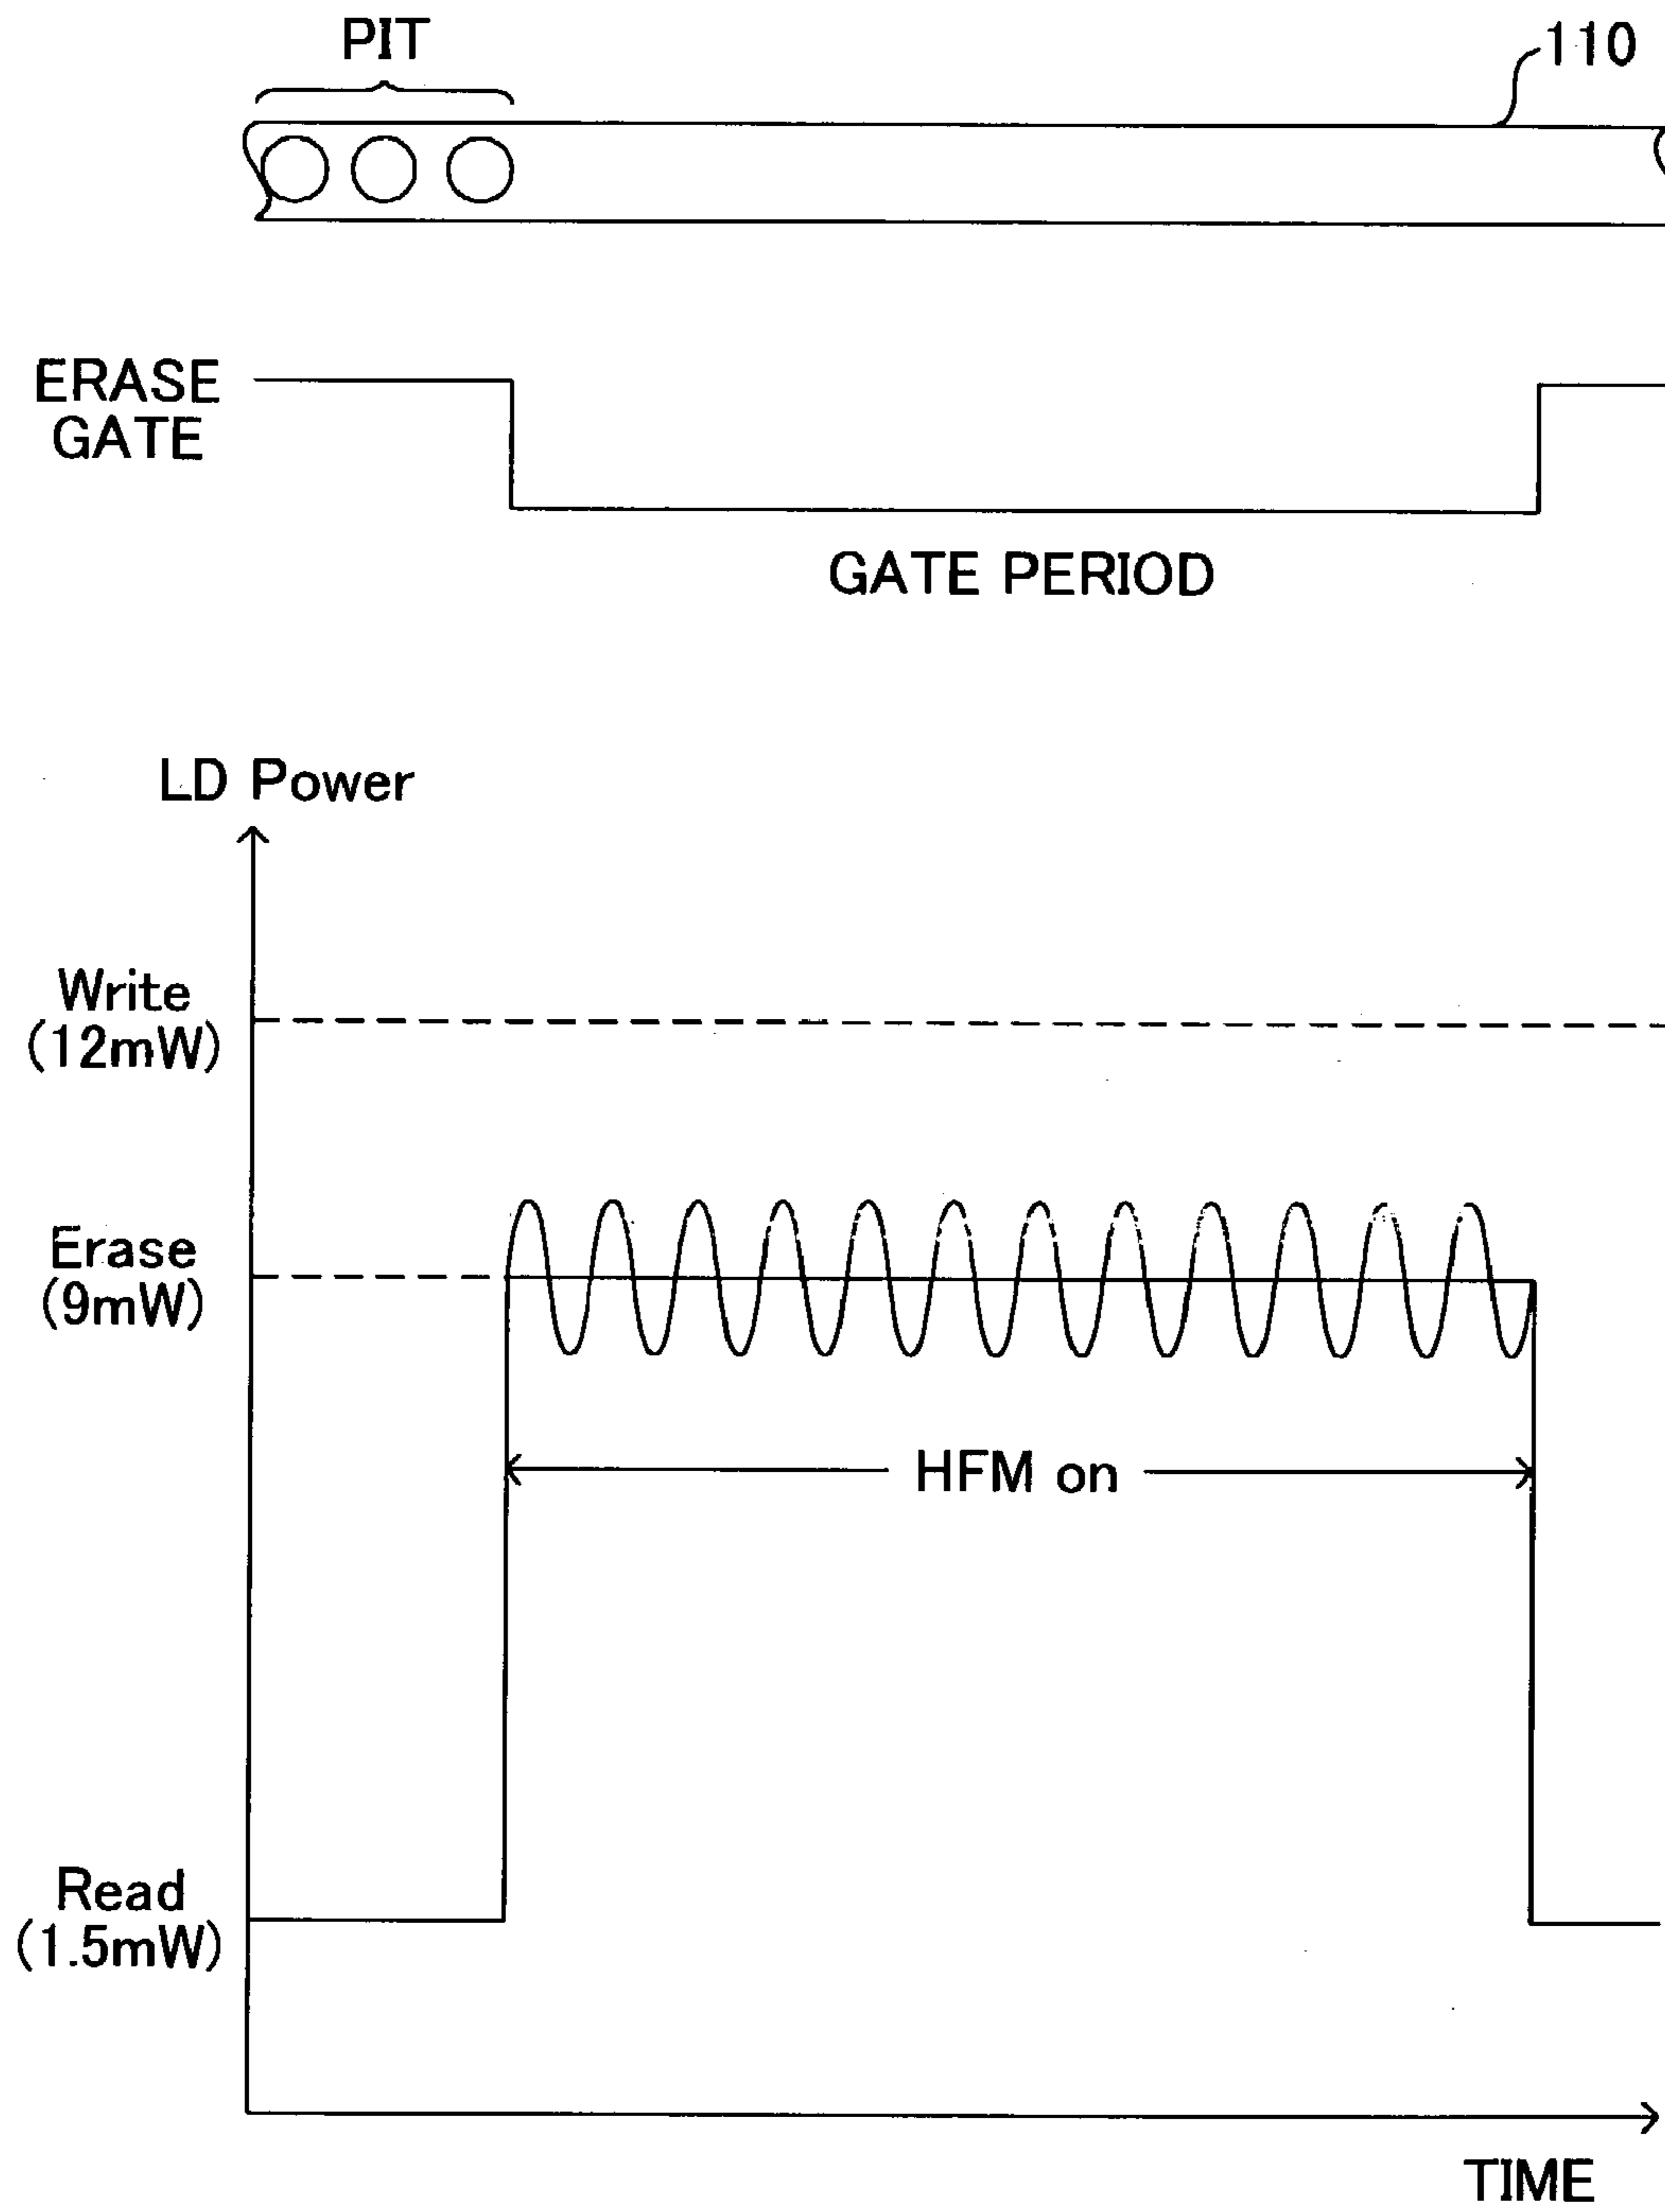 PIT
110
ERASE
GATE
GATE PERIOD
LD Power
Write
(12mW)
Erase
(9mW)
HFM on
Read
(1.5mW)
TIME